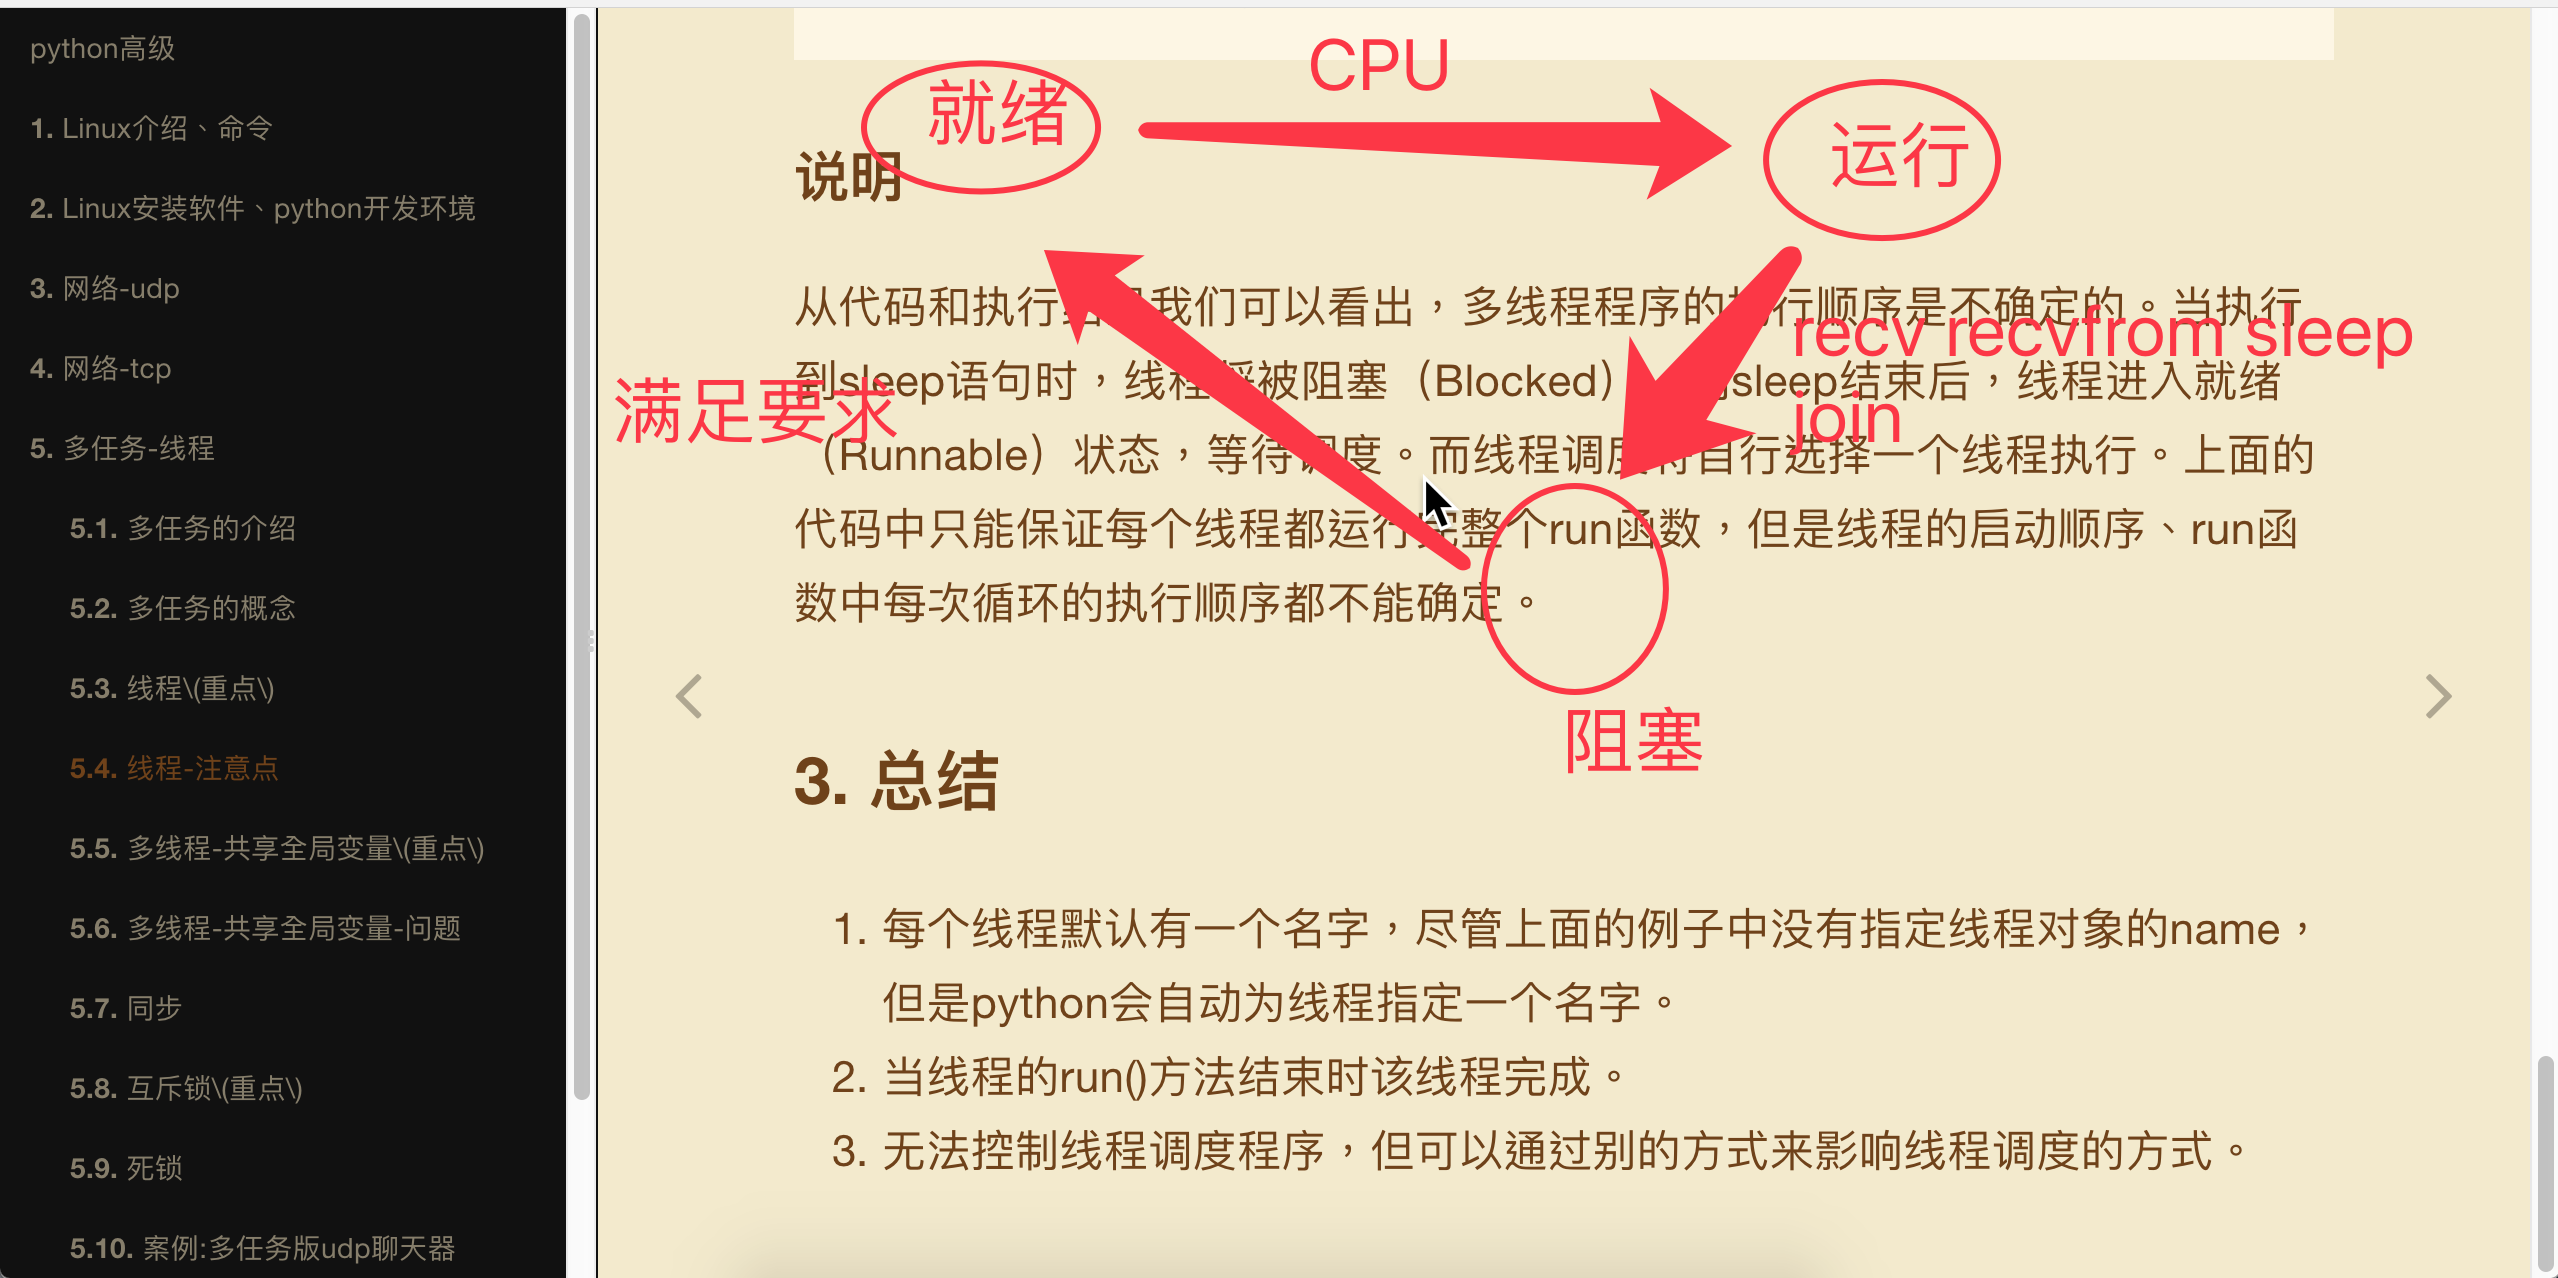 python高级
1. Linux介绍、命令
2. Linux安装软件、python开发环境
3. 网络-udp
4. 网络-tcp
5. 多任务-线程
5.1. 多任务的介绍
5.2. 多任务的概念
5.3. 线程\(重点\)
5.4. 线程-注意点
5.5. 多线程-共享全局变量\(重点\)
5.6. 多线程-共享全局变量-问题
5.7. 同步
5.8. 互斥锁\(重点\)
5.9. 死锁
5.10. 案例:多任务版udp聊天器
CPU
就绪
运行
说明
从代码和执行我们可以看出，多线程程序的行顺序是不确定的。当执行
recv recvfrom sleep
到sleep语句时，线程被阻塞（Blocked）sleep结束后，线程进入就绪
满足要求
join
（Runnable）状态，等待调度。而线程调度将自行选择一个线程执行。上面的
代码中只能保证每个线程都运行完整个run函数，但是线程的启动顺序、run函
数中每次循环的执行顺序都不能确定。
阻塞
3. 总结
1. 每个线程默认有一个名字，尽管上面的例子中没有指定线程对象的name，
但是python会自动为线程指定一个名字。
2. 当线程的run()方法结束时该线程完成。
3. 无法控制线程调度程序，但可以通过别的方式来影响线程调度的方式。